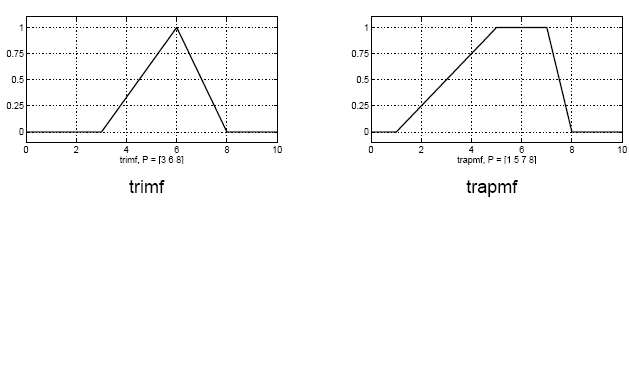 1
0.75
0.5
0.25
0
0 2 4 6 8 10
trimf, P = [3 6 8]
trimf
1
0.75
0.5
0.25
0
0 2 4 6 8 10
trapmf, P = [1 5 7 8]
trapmf